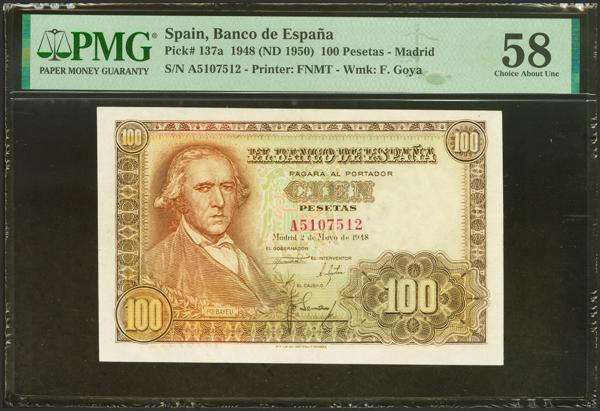 PMG
PAPER MONEY GUARANTY
Spain, Banco de España
Pick# 137a 1948 (ND 1950) 100 Pesetas - Madrid
S/N A5107512 - Printer: FNMT - Wmk: F. Goya
58
Choice About Unc
100
100
EL BANCO DE ESPAÑA
PAGARA AL PORTADOR
CIEN
PESETAS
A5107512
Madrid 2 de Mayo de 1948
EL GOBERNADOR
EL INTERVENTOR
EL CAJERO
100
BAYEU
100